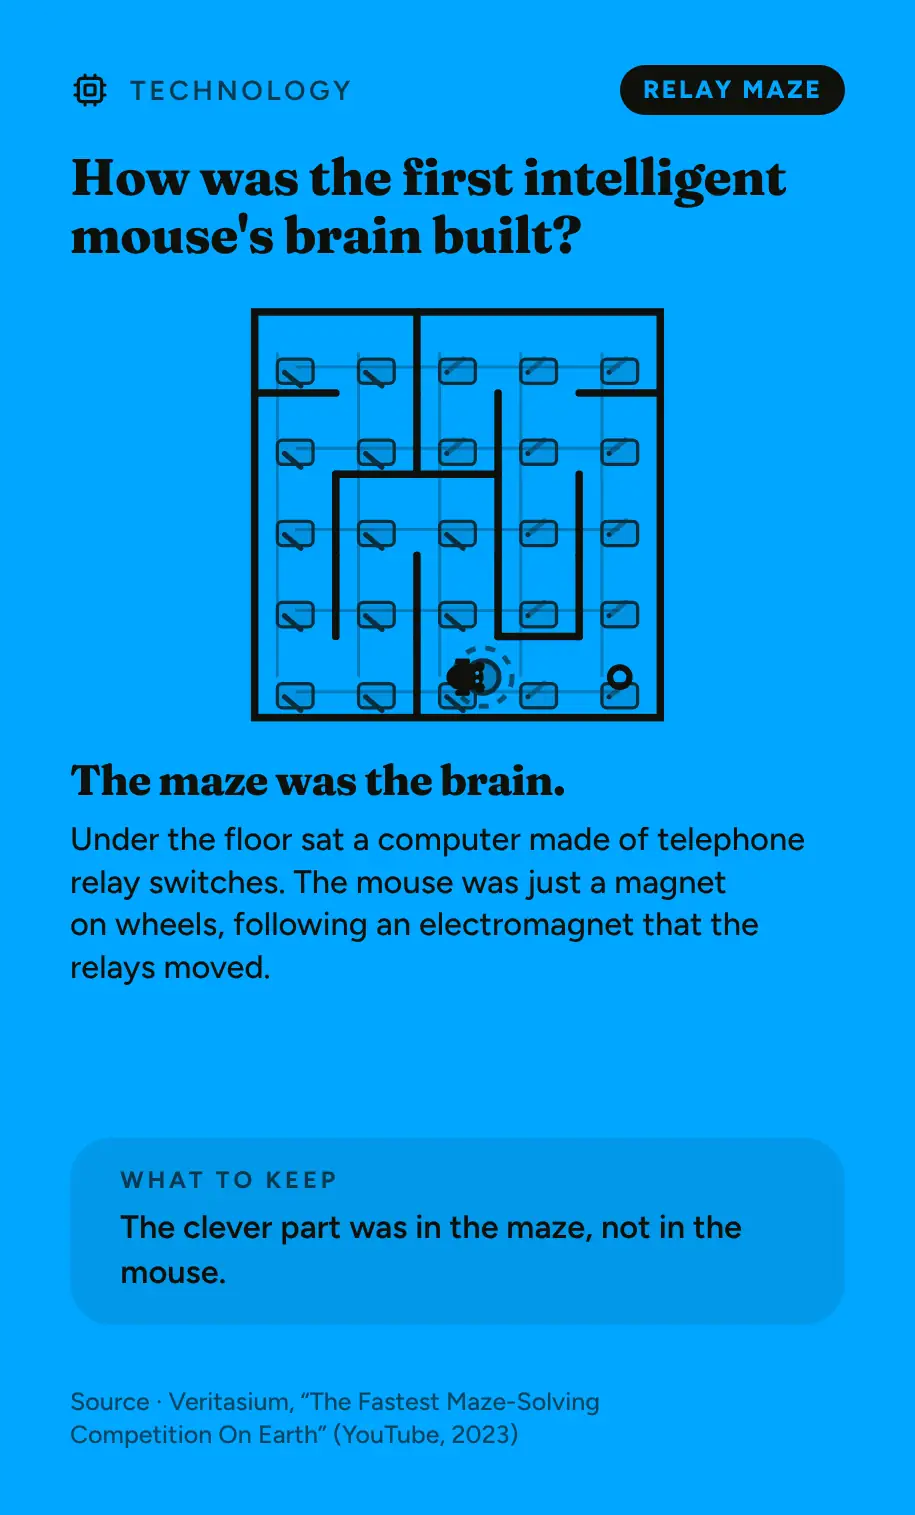 TECHNOLOGY
RELAY MAZE
How was the first intelligent
mouse's brain built?
The maze was the brain.
Under the floor sat a computer made of telephone
relay switches. The mouse was just a magnet
on wheels, following an electromagnet that the
relays moved.
WHAT TO KEEP
The clever part was in the maze, not in the
mouse.
Source · Veritasium, “The Fastest Maze-Solving
Competition On Earth” (YouTube, 2023)